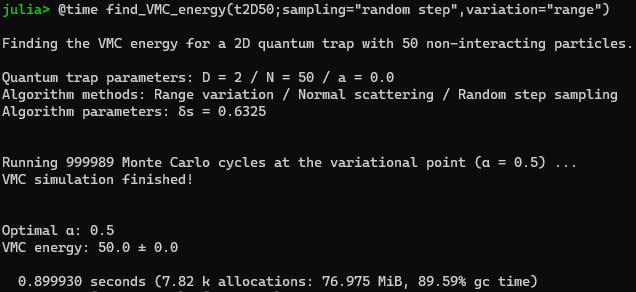 julia> @time find_VMC_energy(t2D50;sampling="random step",variation="range")
Finding the VMC energy for a 2D quantum trap with 50 non-interacting particles.
Quantum trap parameters: D = 2 / N = 50 / a = 0.0
Algorithm methods: Range variation / Normal scattering / Random step sampling
Algorithm parameters: δs = 0.6325
Running 999989 Monte Carlo cycles at the variational point (α = 0.5) ...
VMC simulation finished!
Optimal α: 0.5
VMC energy: 50.0 ± 0.0
0.899930 seconds (7.82 k allocations: 76.975 MiB, 89.59% gc time)